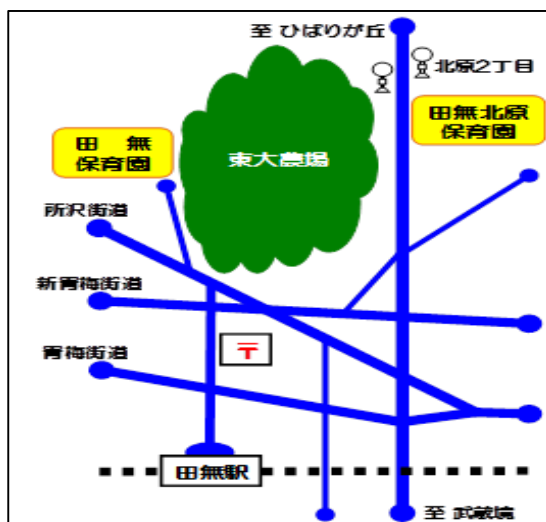 至 ひばりが丘
北原2丁目
田無北原
保育園
田 無
保育園
東大農場
所沢街道
新青梅街道
〒
青梅街道
田無駅
至 武蔵境